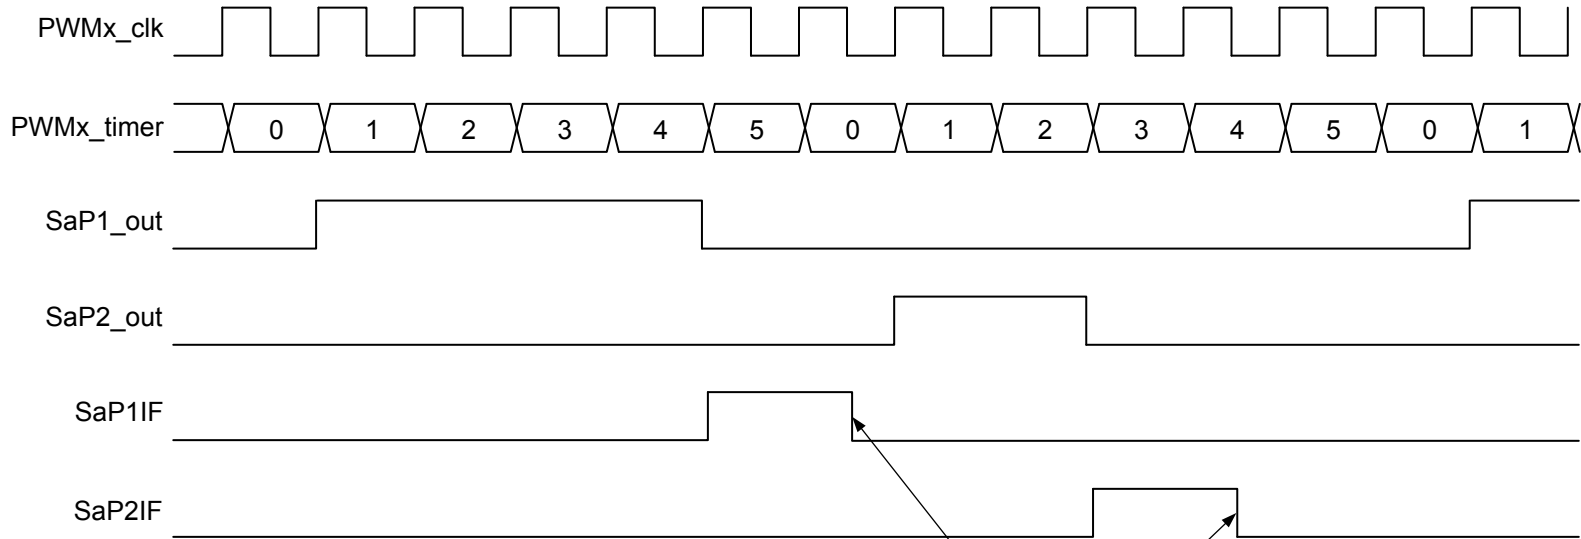 PWMx_clk
PWMx_timer 0 1 2 3 4 5 0 1 2 3 4 5 0 1
SaP1_out
SaP2_out
SaP1IF
SaP2IF